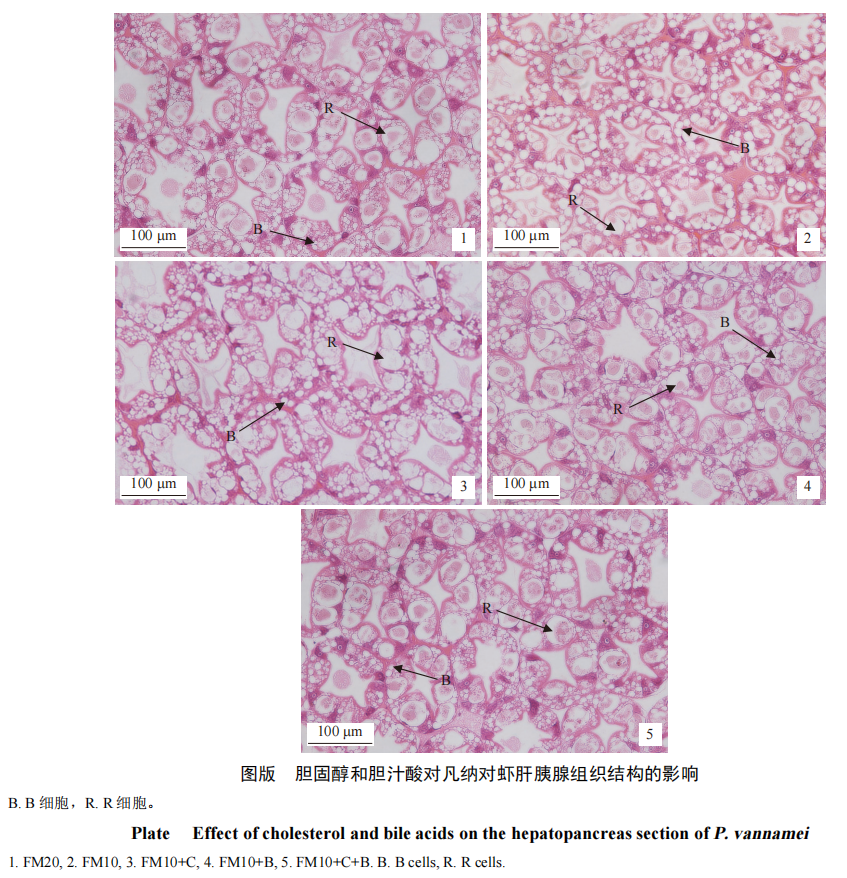 R
B
100 μm
1
B
R
100 μm
2
R
B
100 μm
3
B
R
100 μm
4
R
B
100 μm
5
图版 胆固醇和胆汁酸对凡纳对虾肝胰腺组织结构的影响
B. B 细胞，R. R 细胞。
Plate Effect of cholesterol and bile acids on the hepatopancreas section of P. vannamei
1. FM20, 2. FM10, 3. FM10+C, 4. FM10+B, 5. FM10+C+B. B. B cells, R. R cells.